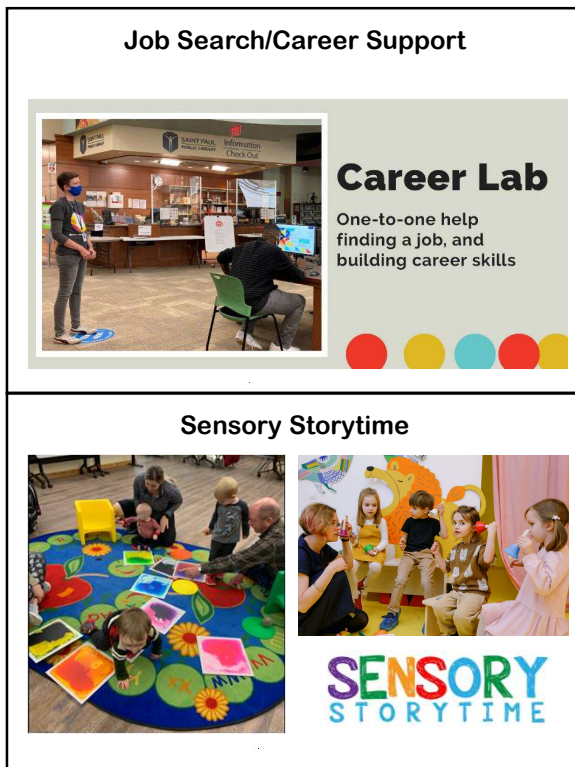 Job Search/Career Support
SAINT PAUL
PUBLIC LIBRARY
Information
Check Out
Career Lab
One-to-one help
finding a job, and
building career skills
Sensory Storytime
SENSORY
STORYTIME